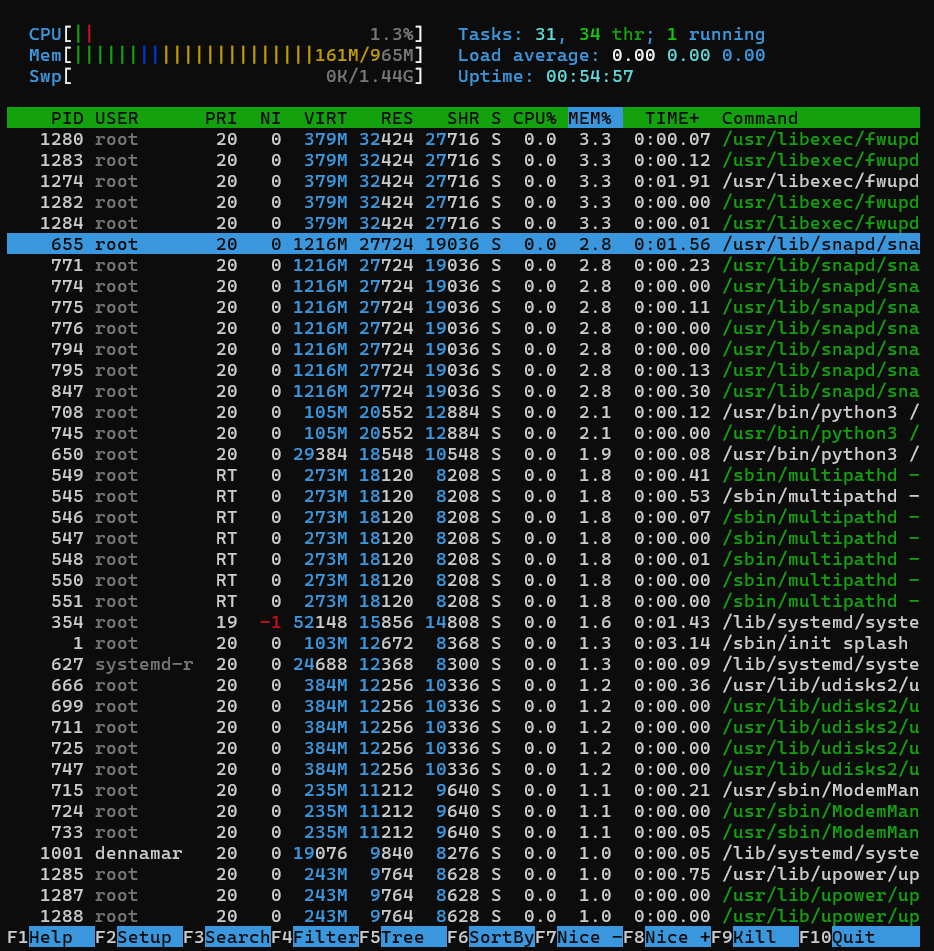 CPU[|| 1.3%] Tasks: 31, 34 thr; 1 running
Mem[||||||||||||||||||||||161M/965M] Load average: 0.00 0.00 0.00
Swp[ 0K/1.44G] Uptime: 00:54:57
PID USER PRI NI VIRT RES SHR S CPU% MEM% TIME+ Command
1280 root 20 0 379M 32424 27716 S 0.0 3.3 0:00.07 /usr/libexec/fwupd
1283 root 20 0 379M 32424 27716 S 0.0 3.3 0:00.12 /usr/libexec/fwupd
1274 root 20 0 379M 32424 27716 S 0.0 3.3 0:01.91 /usr/libexec/fwupd
1282 root 20 0 379M 32424 27716 S 0.0 3.3 0:00.00 /usr/libexec/fwupd
1284 root 20 0 379M 32424 27716 S 0.0 3.3 0:00.01 /usr/libexec/fwupd
655 root 20 0 1216M 27724 19036 S 0.0 2.8 0:01.56 /usr/lib/snapd/sna
771 root 20 0 1216M 27724 19036 S 0.0 2.8 0:00.23 /usr/lib/snapd/sna
774 root 20 0 1216M 27724 19036 S 0.0 2.8 0:00.00 /usr/lib/snapd/sna
775 root 20 0 1216M 27724 19036 S 0.0 2.8 0:00.11 /usr/lib/snapd/sna
776 root 20 0 1216M 27724 19036 S 0.0 2.8 0:00.00 /usr/lib/snapd/sna
794 root 20 0 1216M 27724 19036 S 0.0 2.8 0:00.00 /usr/lib/snapd/sna
795 root 20 0 1216M 27724 19036 S 0.0 2.8 0:00.13 /usr/lib/snapd/sna
847 root 20 0 1216M 27724 19036 S 0.0 2.8 0:00.30 /usr/lib/snapd/sna
708 root 20 0 105M 20552 12884 S 0.0 2.1 0:00.12 /usr/bin/python3 /
745 root 20 0 105M 20552 12884 S 0.0 2.1 0:00.00 /usr/bin/python3 /
650 root 20 0 29384 18548 10548 S 0.0 1.9 0:00.08 /usr/bin/python3 /
549 root RT 0 273M 18120 8208 S 0.0 1.8 0:00.41 /sbin/multipathd -
545 root RT 0 273M 18120 8208 S 0.0 1.8 0:00.53 /sbin/multipathd -
546 root RT 0 273M 18120 8208 S 0.0 1.8 0:00.07 /sbin/multipathd -
547 root RT 0 273M 18120 8208 S 0.0 1.8 0:00.00 /sbin/multipathd -
548 root RT 0 273M 18120 8208 S 0.0 1.8 0:00.01 /sbin/multipathd -
550 root RT 0 273M 18120 8208 S 0.0 1.8 0:00.00 /sbin/multipathd -
551 root RT 0 273M 18120 8208 S 0.0 1.8 0:00.00 /sbin/multipathd -
354 root 19 -1 52148 15856 14808 S 0.0 1.6 0:01.43 /lib/systemd/syste
1 root 20 0 103M 12672 8368 S 0.0 1.3 0:03.14 /sbin/init splash
627 systemd-r 20 0 24688 12368 8300 S 0.0 1.3 0:00.09 /lib/systemd/syste
666 root 20 0 384M 12256 10336 S 0.0 1.2 0:00.36 /usr/lib/udisks2/u
699 root 20 0 384M 12256 10336 S 0.0 1.2 0:00.00 /usr/lib/udisks2/u
711 root 20 0 384M 12256 10336 S 0.0 1.2 0:00.00 /usr/lib/udisks2/u
725 root 20 0 384M 12256 10336 S 0.0 1.2 0:00.00 /usr/lib/udisks2/u
747 root 20 0 384M 12256 10336 S 0.0 1.2 0:00.00 /usr/lib/udisks2/u
715 root 20 0 235M 11212 9640 S 0.0 1.1 0:00.21 /usr/sbin/ModemMan
724 root 20 0 235M 11212 9640 S 0.0 1.1 0:00.00 /usr/sbin/ModemMan
733 root 20 0 235M 11212 9640 S 0.0 1.1 0:00.05 /usr/sbin/ModemMan
1001 dennamar 20 0 19076 9840 8276 S 0.0 1.0 0:00.05 /lib/systemd/syste
1285 root 20 0 243M 9764 8628 S 0.0 1.0 0:00.75 /usr/lib/upower/up
1287 root 20 0 243M 9764 8628 S 0.0 1.0 0:00.00 /usr/lib/upower/up
1288 root 20 0 243M 9764 8628 S 0.0 1.0 0:00.00 /usr/lib/upower/up
F1Help F2Setup F3SearchF4FilterF5Tree F6SortByF7Nice -F8Nice +F9Kill F10Quit